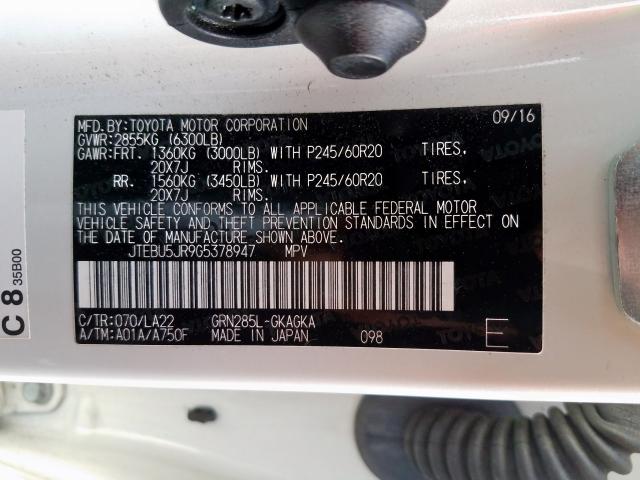 MFD.BY:TOYOTA MOTOR CORPORATION 09/16
GVWR:2855KG (6300LB)
GAWR:FRT. 1360KG (3000LB) WITH P245/60R20 TIRES,
20X7J RIMS.
RR. 1560KG (3450LB) WITH P245/60R20 TIRES,
20X7J RIMS.
THIS VEHICLE CONFORMS TO ALL APPLICABLE FEDERAL MOTOR
VEHICLE SAFETY AND THEFT PREVENTION STANDARDS IN EFFECT ON
THE DATE OF MANUFACTURE SHOWN ABOVE.
JTEBU5JR9G5378947 MPV
C/TR:070/LA22 GRN285L-GKAGKA
A/TM:A01A/A750F MADE IN JAPAN 098 E
C 8 35B00